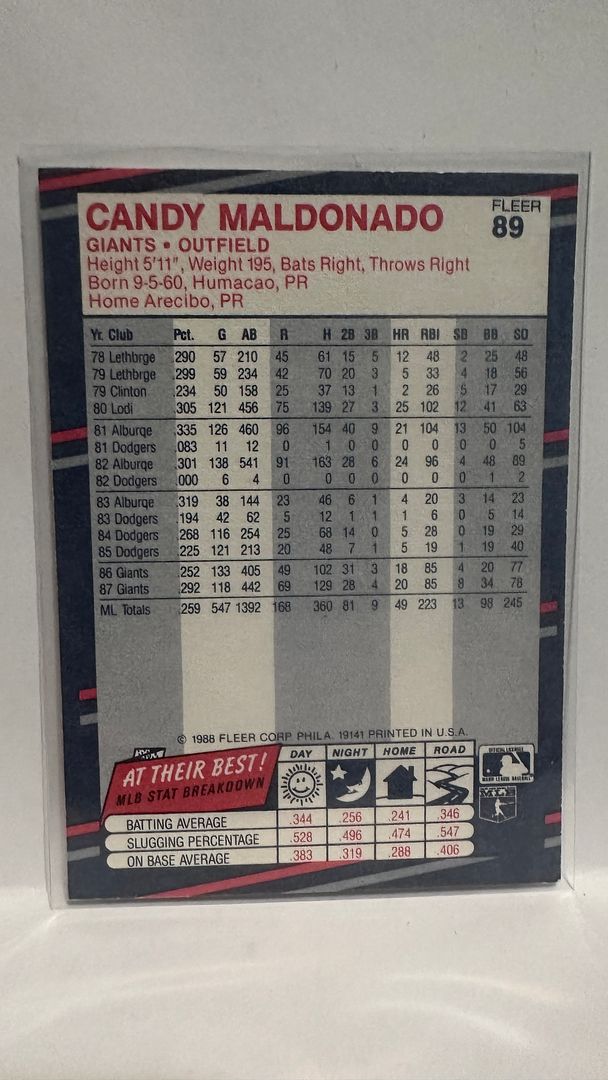 CANDY MALDONADO
FLEER
89
GIANTS • OUTFIELD
Height 5'11", Weight 195, Bats Right, Throws Right
Born 9-5-60, Humacao, PR
Home Arecibo, PR
Yr. Club Pct. G AB R H 2B 3B HR RBI SB BB SO
78 Lethbrge .290 57 210 45 61 15 5 12 48 2 25 48
79 Lethbrge .299 59 234 42 70 20 3 5 33 4 18 56
79 Clinton .234 50 158 25 37 13 1 2 26 5 17 29
80 Lodi .305 121 456 75 139 27 3 25 102 12 41 63
81 Alburqe .335 126 460 96 154 40 9 21 104 13 50 104
81 Dodgers .083 11 12 0 1 0 0 0 0 0 0 5
82 Alburqe .301 138 541 91 163 28 6 24 96 4 48 89
82 Dodgers .000 6 4 0 0 0 0 0 0 0 1 2
83 Alburqe .319 38 144 23 46 6 1 4 20 3 14 23
83 Dodgers .194 42 62 5 12 1 1 1 6 0 5 14
84 Dodgers .268 116 254 25 68 14 0 5 28 0 19 29
85 Dodgers .225 121 213 20 48 7 1 5 19 1 19 40
86 Giants .252 133 405 49 102 31 3 18 85 4 20 77
87 Giants .292 118 442 69 129 28 4 20 85 8 34 78
ML Totals .259 547 1392 168 360 81 9 49 223 13 98 245
© 1988 FLEER CORP PHILA. 19141 PRINTED IN U.S.A.
AT THEIR BEST!
MLB STAT BREAKDOWN
DAY NIGHT HOME ROAD
BATTING AVERAGE .344 .256 .241 .346
SLUGGING PERCENTAGE .528 .496 .474 .547
ON BASE AVERAGE .383 .319 .288 .406
OFFICIAL LICENSEE
MAJOR LEAGUE BASEBALL